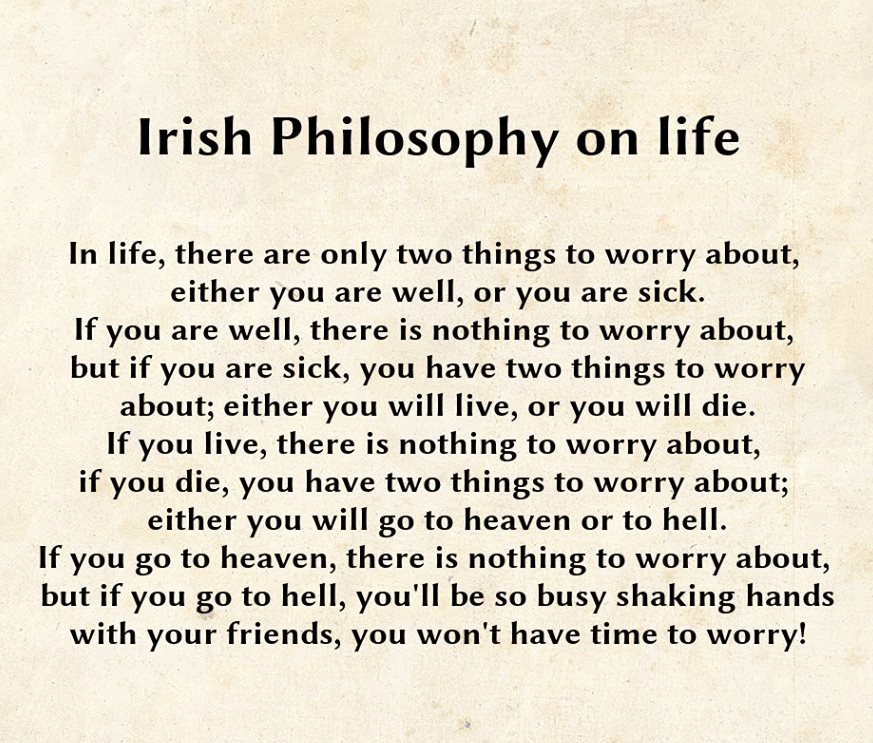 Irish Philosophy on life
In life, there are only two things to worry about,
either you are well, or you are sick.
If you are well, there is nothing to worry about,
but if you are sick, you have two things to worry
about; either you will live, or you will die.
If you live, there is nothing to worry about,
if you die, you have two things to worry about;
either you will go to heaven or to hell.
If you go to heaven, there is nothing to worry about,
but if you go to hell, you'll be so busy shaking hands
with your friends, you won't have time to worry!